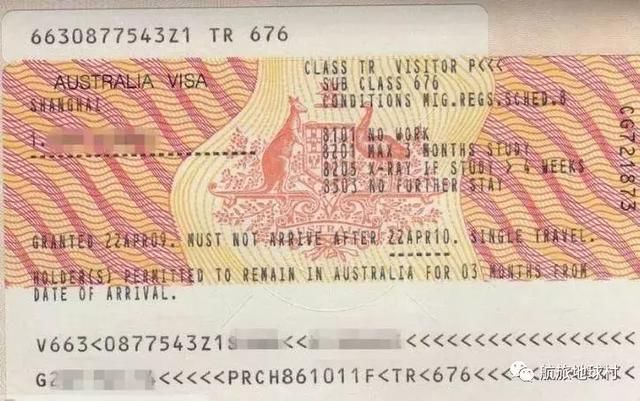 6630877543Z1 TR 676
AUSTRALIA VISA
SHANGHAI
1.
CLASS TR VISITOR P<<<
SUB CLASS 676
CONDITIONS MIG.REGS.SCHED.8
8101 NO WORK
8201 MAX 3 MONTHS STUDY
8205 X-RAY IF STUDY > 4 WEEKS
8503 NO FURTHER STAY
CG721873
GRANTED 22APR09. MUST NOT ARRIVE AFTER 22APR10. SINGLE TRAVEL.
HOLDER(S) PERMITTED TO REMAIN IN AUSTRALIA FOR 03 MONTHS FROM
DATE OF ARRIVAL.
V663<0877543Z1
G
<<<<<PRCH861011F<TR<676<<<
航旅地球村